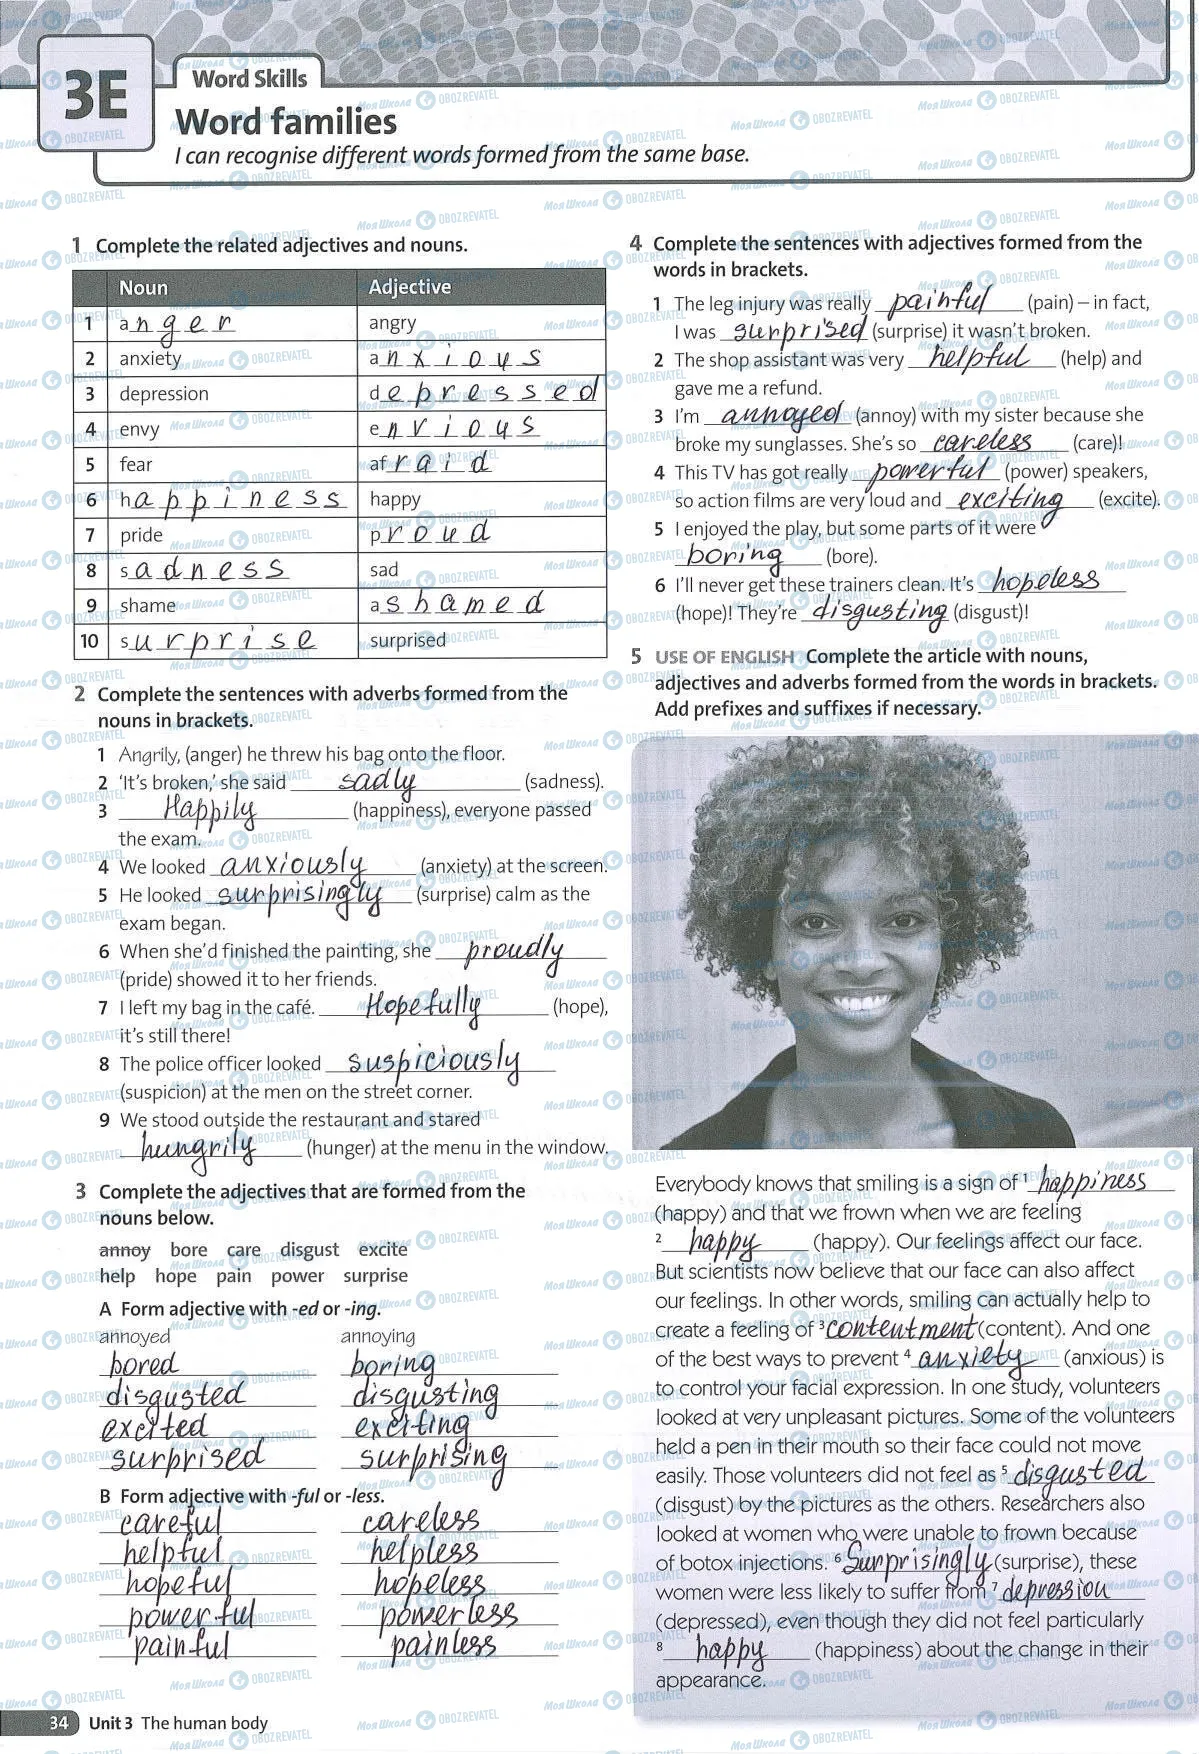 3E
Word Skills
Word families
I can recognise different words formed from the same base.
1 Complete the related adjectives and nouns.
Noun Adjective
1 anger angry
2 anxiety anxious
3 depression depressed
4 envy envious
5 fear afraid
6 happiness happy
7 pride proud
8 sadness sad
9 shame ashamed
10 surprise surprised
2 Complete the sentences with adverbs formed from the
nouns in brackets.
1 Angrily, (anger) he threw his bag onto the floor.
2 ‘It’s broken,’ she said sadly (sadness).
3 Happily (happiness), everyone passed
the exam.
4 We looked anxiously (anxiety) at the screen.
5 He looked surprisingly (surprise) calm as the
exam began.
6 When she’d finished the painting, she proudly
(pride) showed it to her friends.
7 I left my bag in the café. Hopefully (hope),
it’s still there!
8 The police officer looked suspiciously
(suspicion) at the men on the street corner.
9 We stood outside the restaurant and stared
hungrily (hunger) at the menu in the window.
3 Complete the adjectives that are formed from the
nouns below.
annoy bore care disgust excite
help hope pain power surprise
A Form adjective with -ed or -ing.
annoyed annoying
bored boring
disgusted disgusting
excited exciting
surprised surprising
B Form adjective with -ful or -less.
careful careless
helpful helpless
hopeful hopeless
powerful powerless
painful painless
34 Unit 3 The human body
4 Complete the sentences with adjectives formed from the
words in brackets.
1 The leg injury was really painful (pain) – in fact,
I was surprised (surprise) it wasn’t broken.
2 The shop assistant was very helpful (help) and
gave me a refund.
3 I’m annoyed (annoy) with my sister because she
broke my sunglasses. She’s so careless (care)!
4 This TV has got really powerful (power) speakers,
so action films are very loud and exciting (excite).
5 I enjoyed the play, but some parts of it were
boring (bore).
6 I’ll never get these trainers clean. It’s hopeless
(hope)! They’re disgusting (disgust)!
5 USE OF ENGLISH Complete the article with nouns,
adjectives and adverbs formed from the words in brackets.
Add prefixes and suffixes if necessary.
Everybody knows that smiling is a sign of 1 happiness
(happy) and that we frown when we are feeling
2 happy (happy). Our feelings affect our face.
But scientists now believe that our face can also affect
our feelings. In other words, smiling can actually help to
create a feeling of 3 contentment (content). And one
of the best ways to prevent 4 anxiety (anxious) is
to control your facial expression. In one study, volunteers
looked at very unpleasant pictures. Some of the volunteers
held a pen in their mouth so their face could not move
easily. Those volunteers did not feel as 5 disgusted
(disgust) by the pictures as the others. Researchers also
looked at women who were unable to frown because
of botox injections. 6 Surprisingly (surprise), these
women were less likely to suffer from 7 depression
(depressed), even though they did not feel particularly
8 happy (happiness) about the change in their
appearance.
Моя Школа OBOZREVATEL